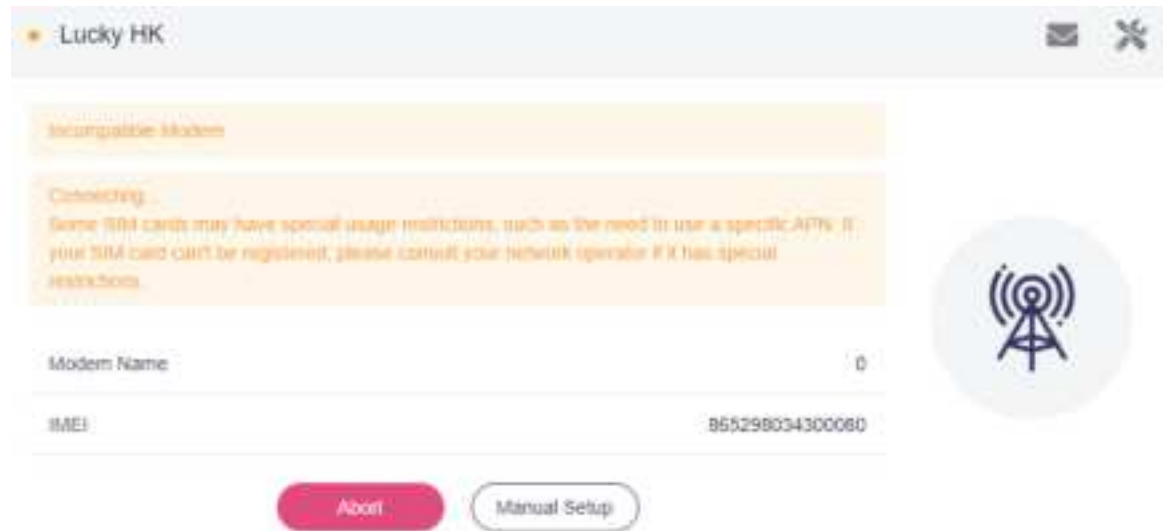 Lucky HK
Incompatible Modem
Connecting...
Some SIM cards may have special usage restrictions, such as the need to use a specific APN. If
your SIM card can't be registered, please consult your network operator if it has special
restrictions.
Modem Name 0
IMEI 865298034300080
Abort Manual Setup